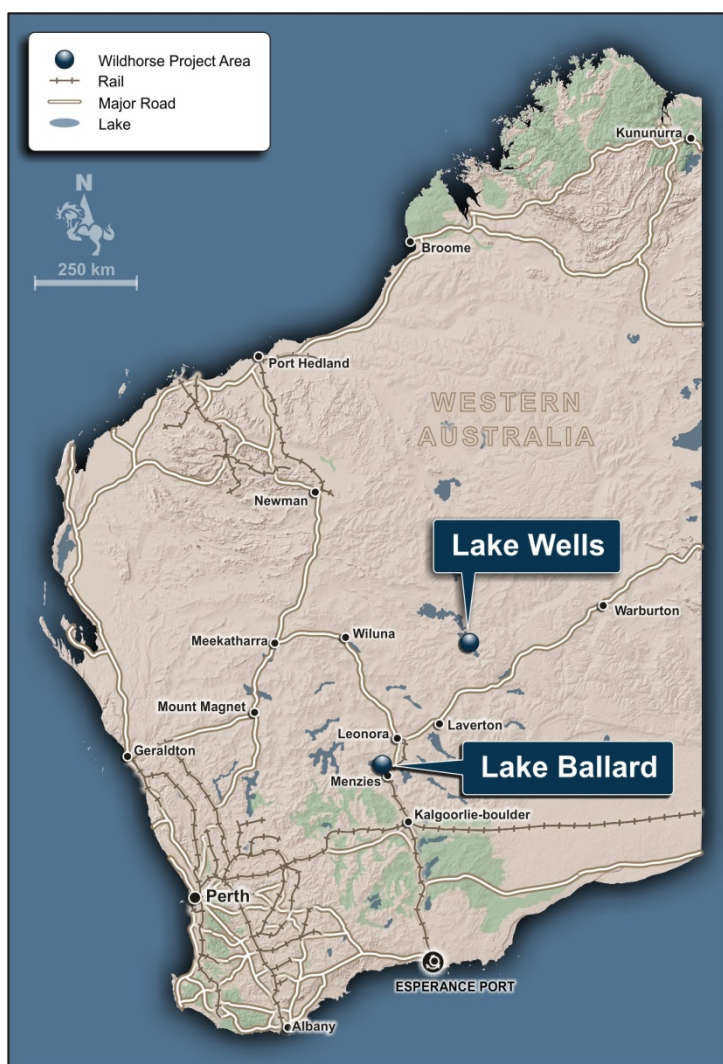 Wildhorse Project Area
Rail
Major Road
Lake
N
250 km
Kununurra
Broome
Port Hedland
WESTERN
AUSTRALIA
Newman
Lake Wells
Warburton
Meekatharra
Wiluna
Mount Magnet
Laverton
Leonora
Geraldton
Lake Ballard
Menzies
Kalgoorlie-boulder
Perth
ESPERANCE PORT
Albany